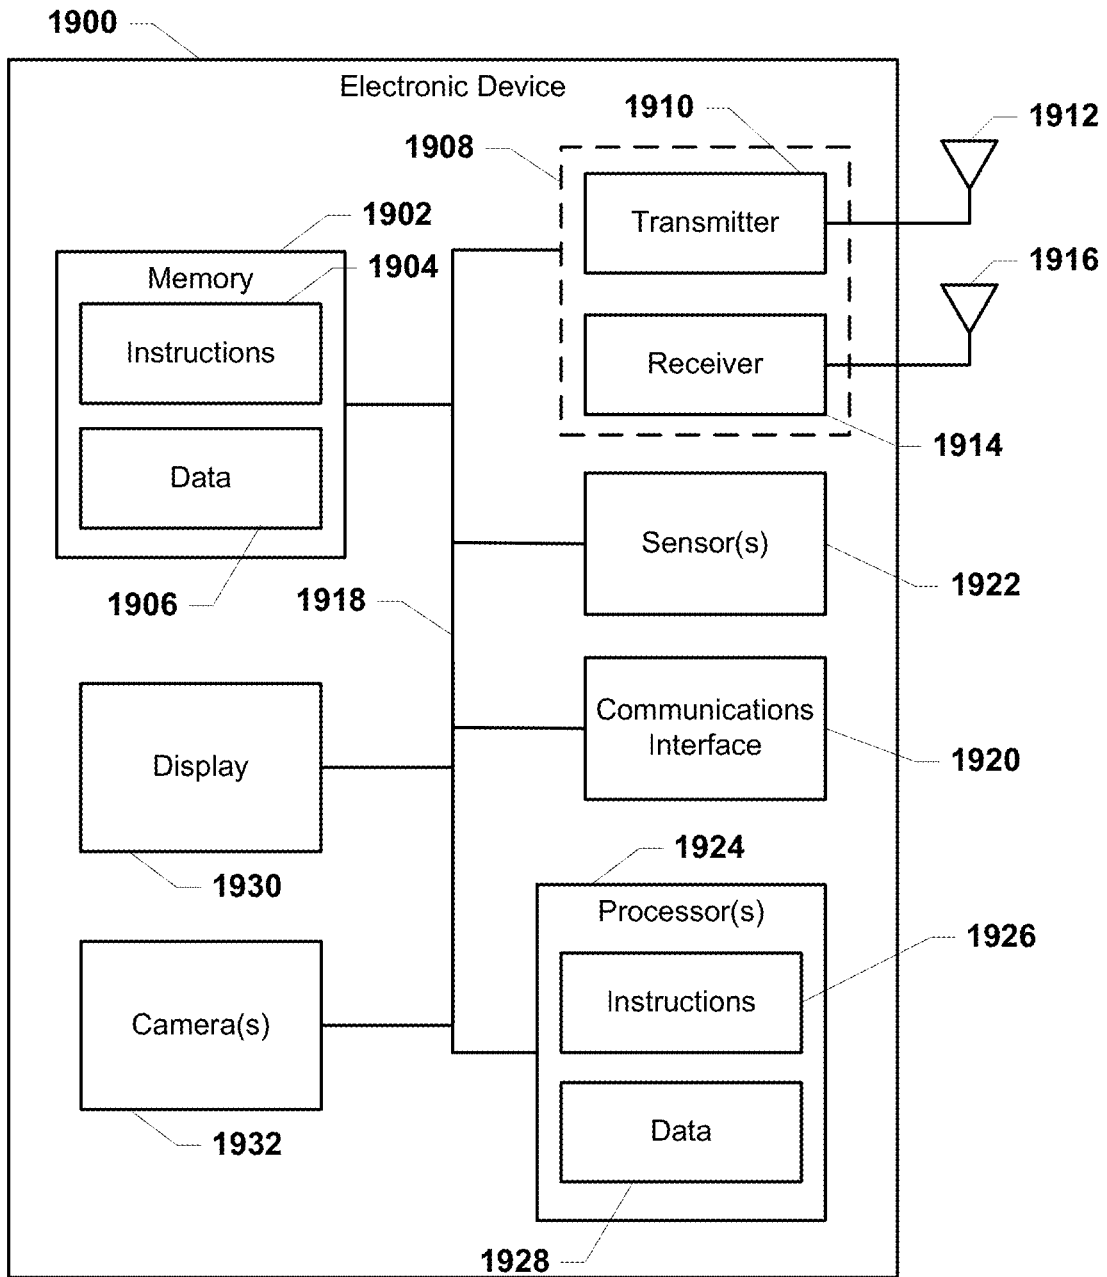 1900
Electronic Device
1910
1912
1908
Transmitter
1902
1904
Memory
1916
Instructions
Receiver
1914
Data
Sensor(s)
1922
1906
1918
Communications
Interface
1920
Display
1924
1930
Processor(s)
1926
Instructions
Camera(s)
Data
1932
1928